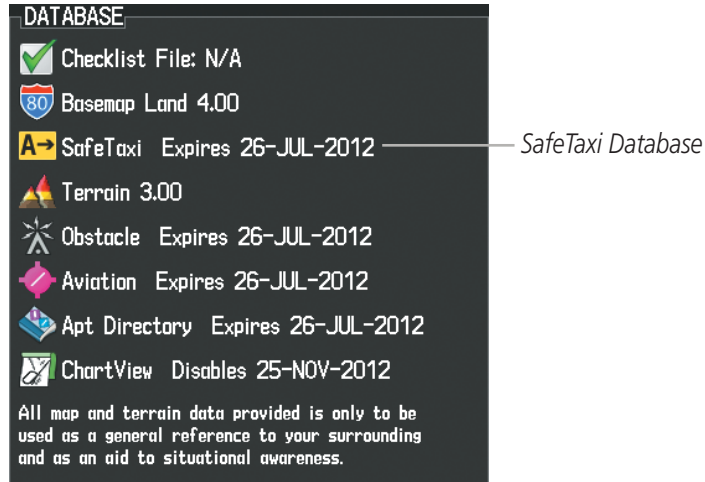 DATABASE
Checklist File: N/A
80 Basemap Land 4.00
A→ SafeTaxi Expires 26-JUL-2012
SafeTaxi Database
Terrain 3.00
Obstacle Expires 26-JUL-2012
Aviation Expires 26-JUL-2012
Apt Directory Expires 26-JUL-2012
ChartView Disables 25-NOV-2012
All map and terrain data provided is only to be
used as a general reference to your surrounding
and as an aid to situational awareness.